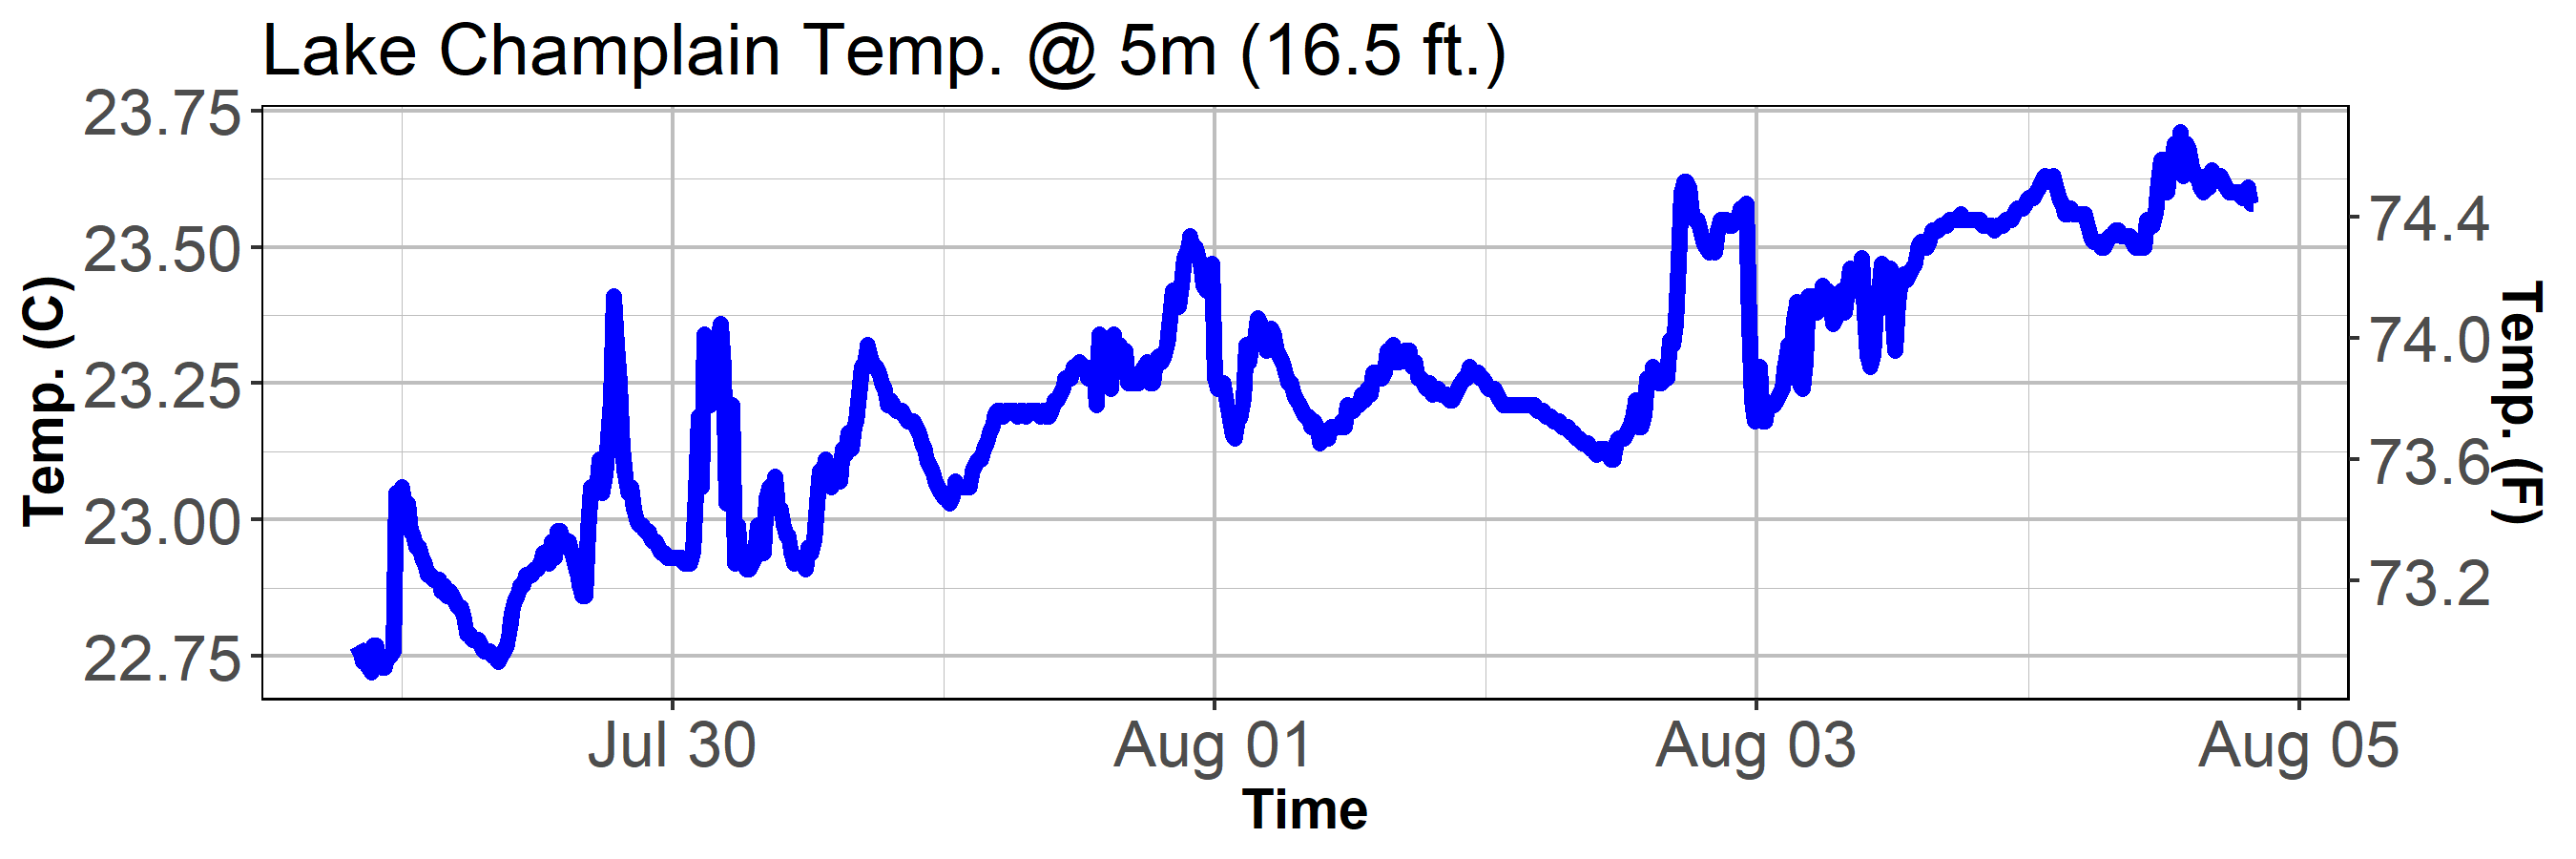 Lake Champlain Temp. @ 5m (16.5 ft.)
Temp. (C)
23.75
23.50
23.25
23.00
22.75
74.4
74.0
73.6
73.2
Temp. (F)
Jul 30
Aug 01
Aug 03
Aug 05
Time